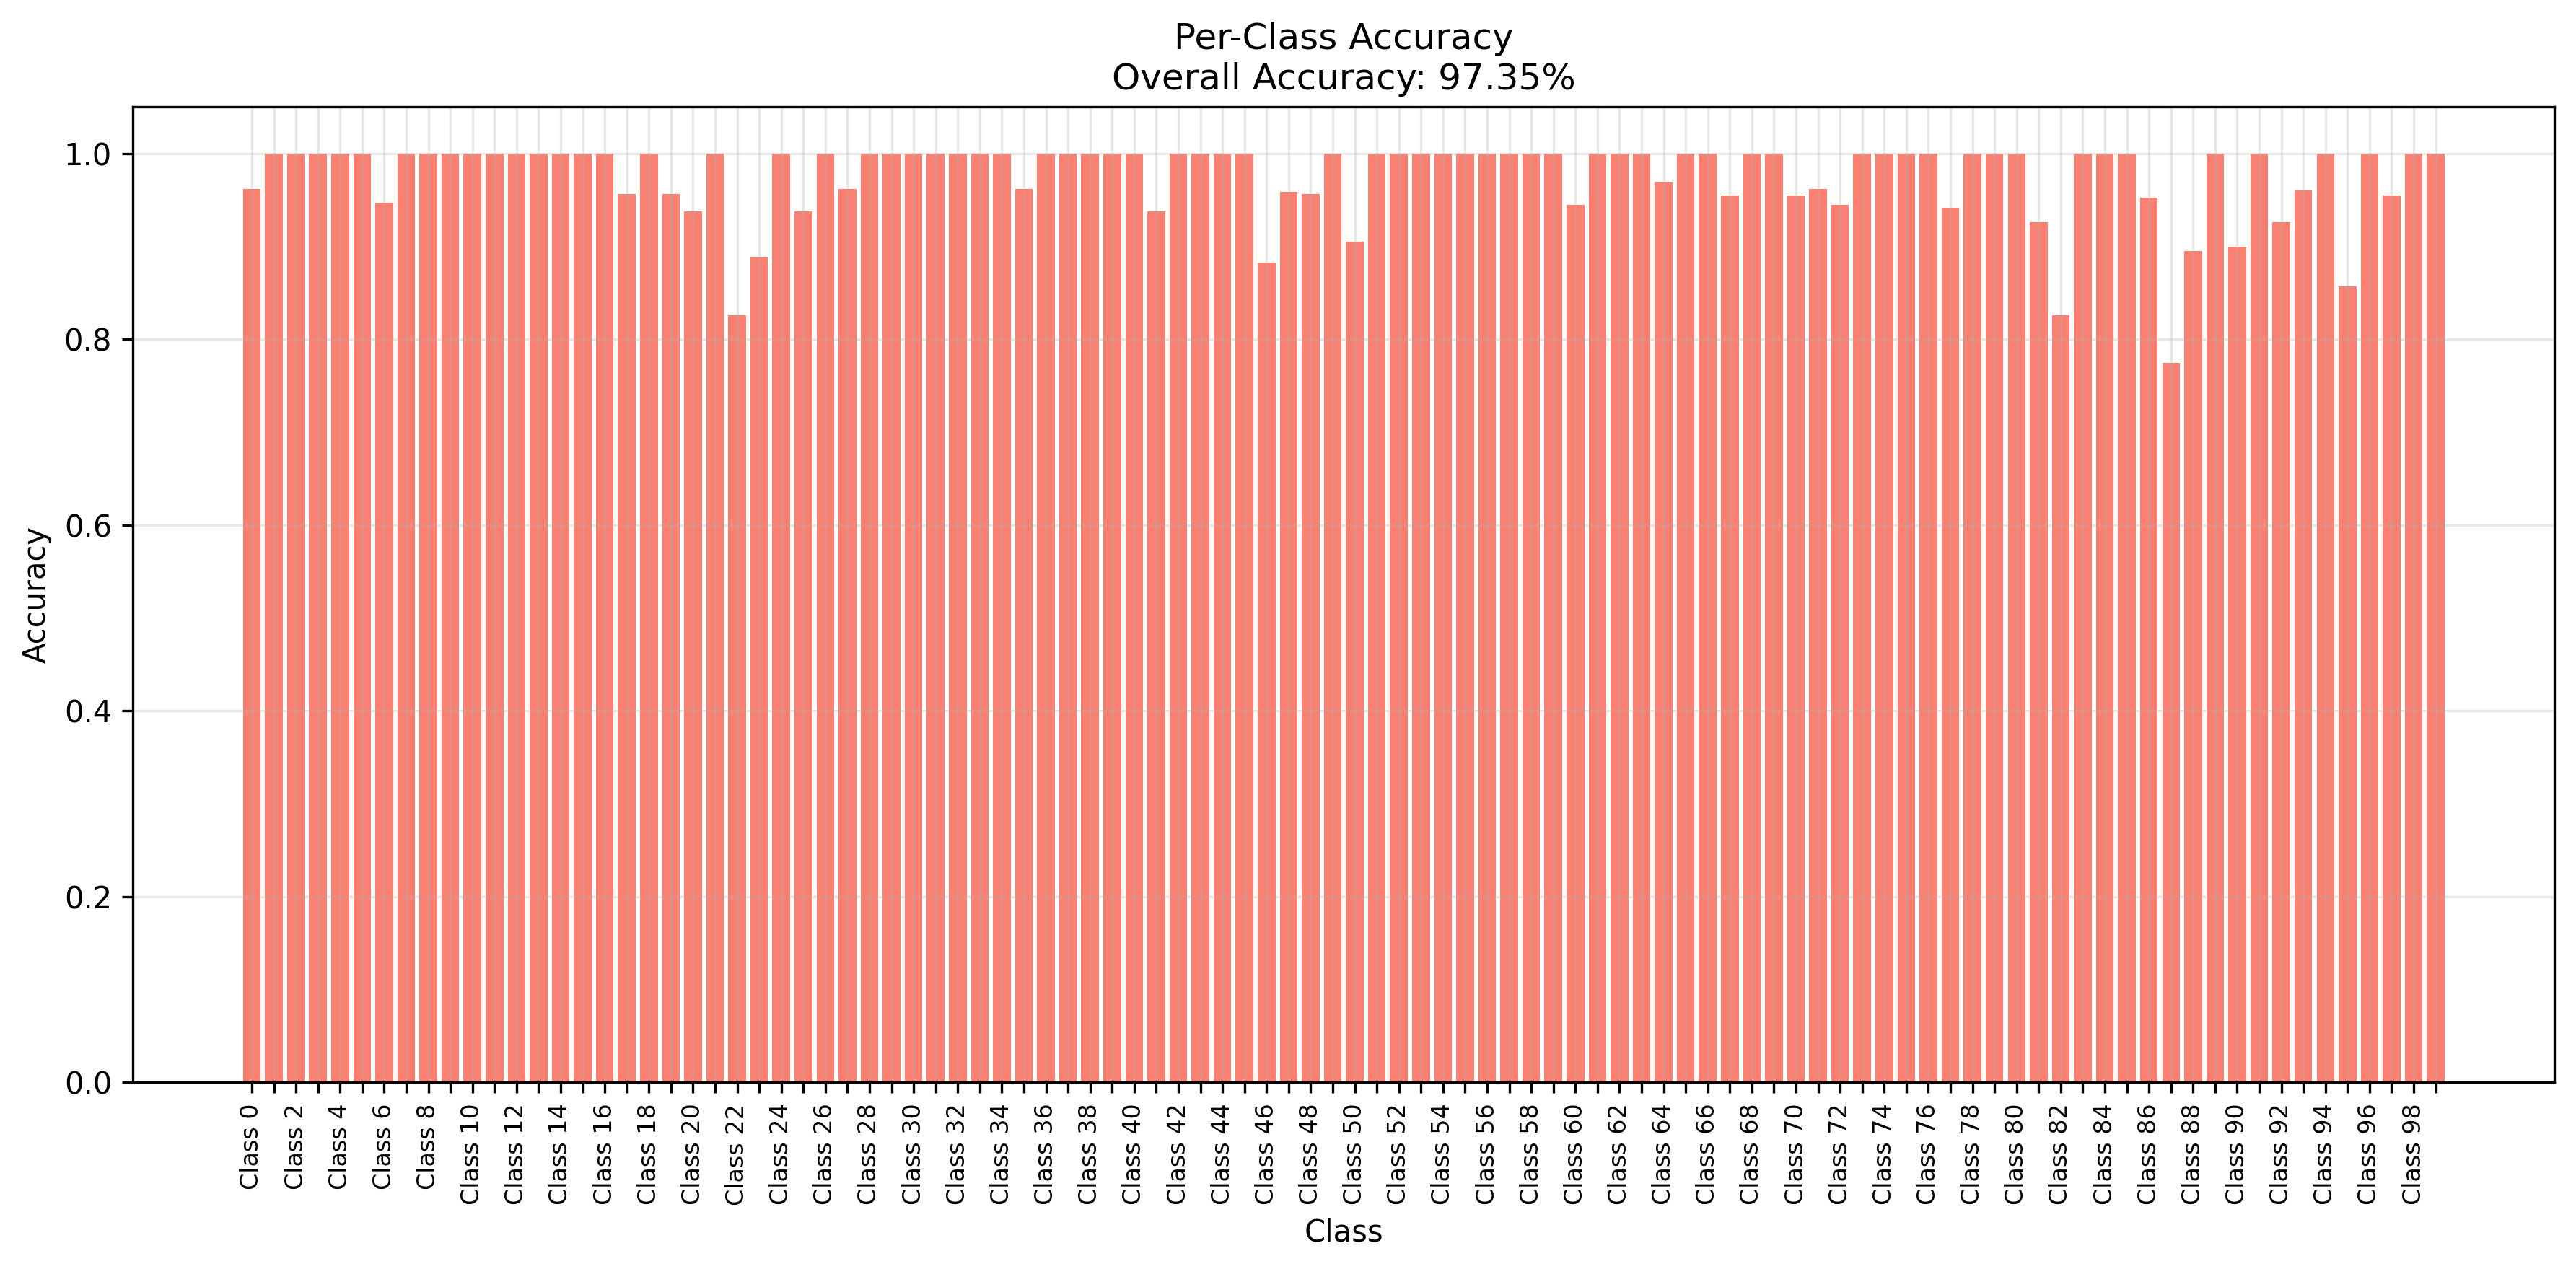 Per-Class Accuracy
Overall Accuracy: 97.35%
1.0
0.8
0.6
0.4
0.2
0.0
Accuracy
Class 0
Class 2
Class 4
Class 6
Class 8
Class 10
Class 12
Class 14
Class 16
Class 18
Class 20
Class 22
Class 24
Class 26
Class 28
Class 30
Class 32
Class 34
Class 36
Class 38
Class 40
Class 42
Class 44
Class 46
Class 48
Class 50
Class 52
Class 54
Class 56
Class 58
Class 60
Class 62
Class 64
Class 66
Class 68
Class 70
Class 72
Class 74
Class 76
Class 78
Class 80
Class 82
Class 84
Class 86
Class 88
Class 90
Class 92
Class 94
Class 96
Class 98
Class